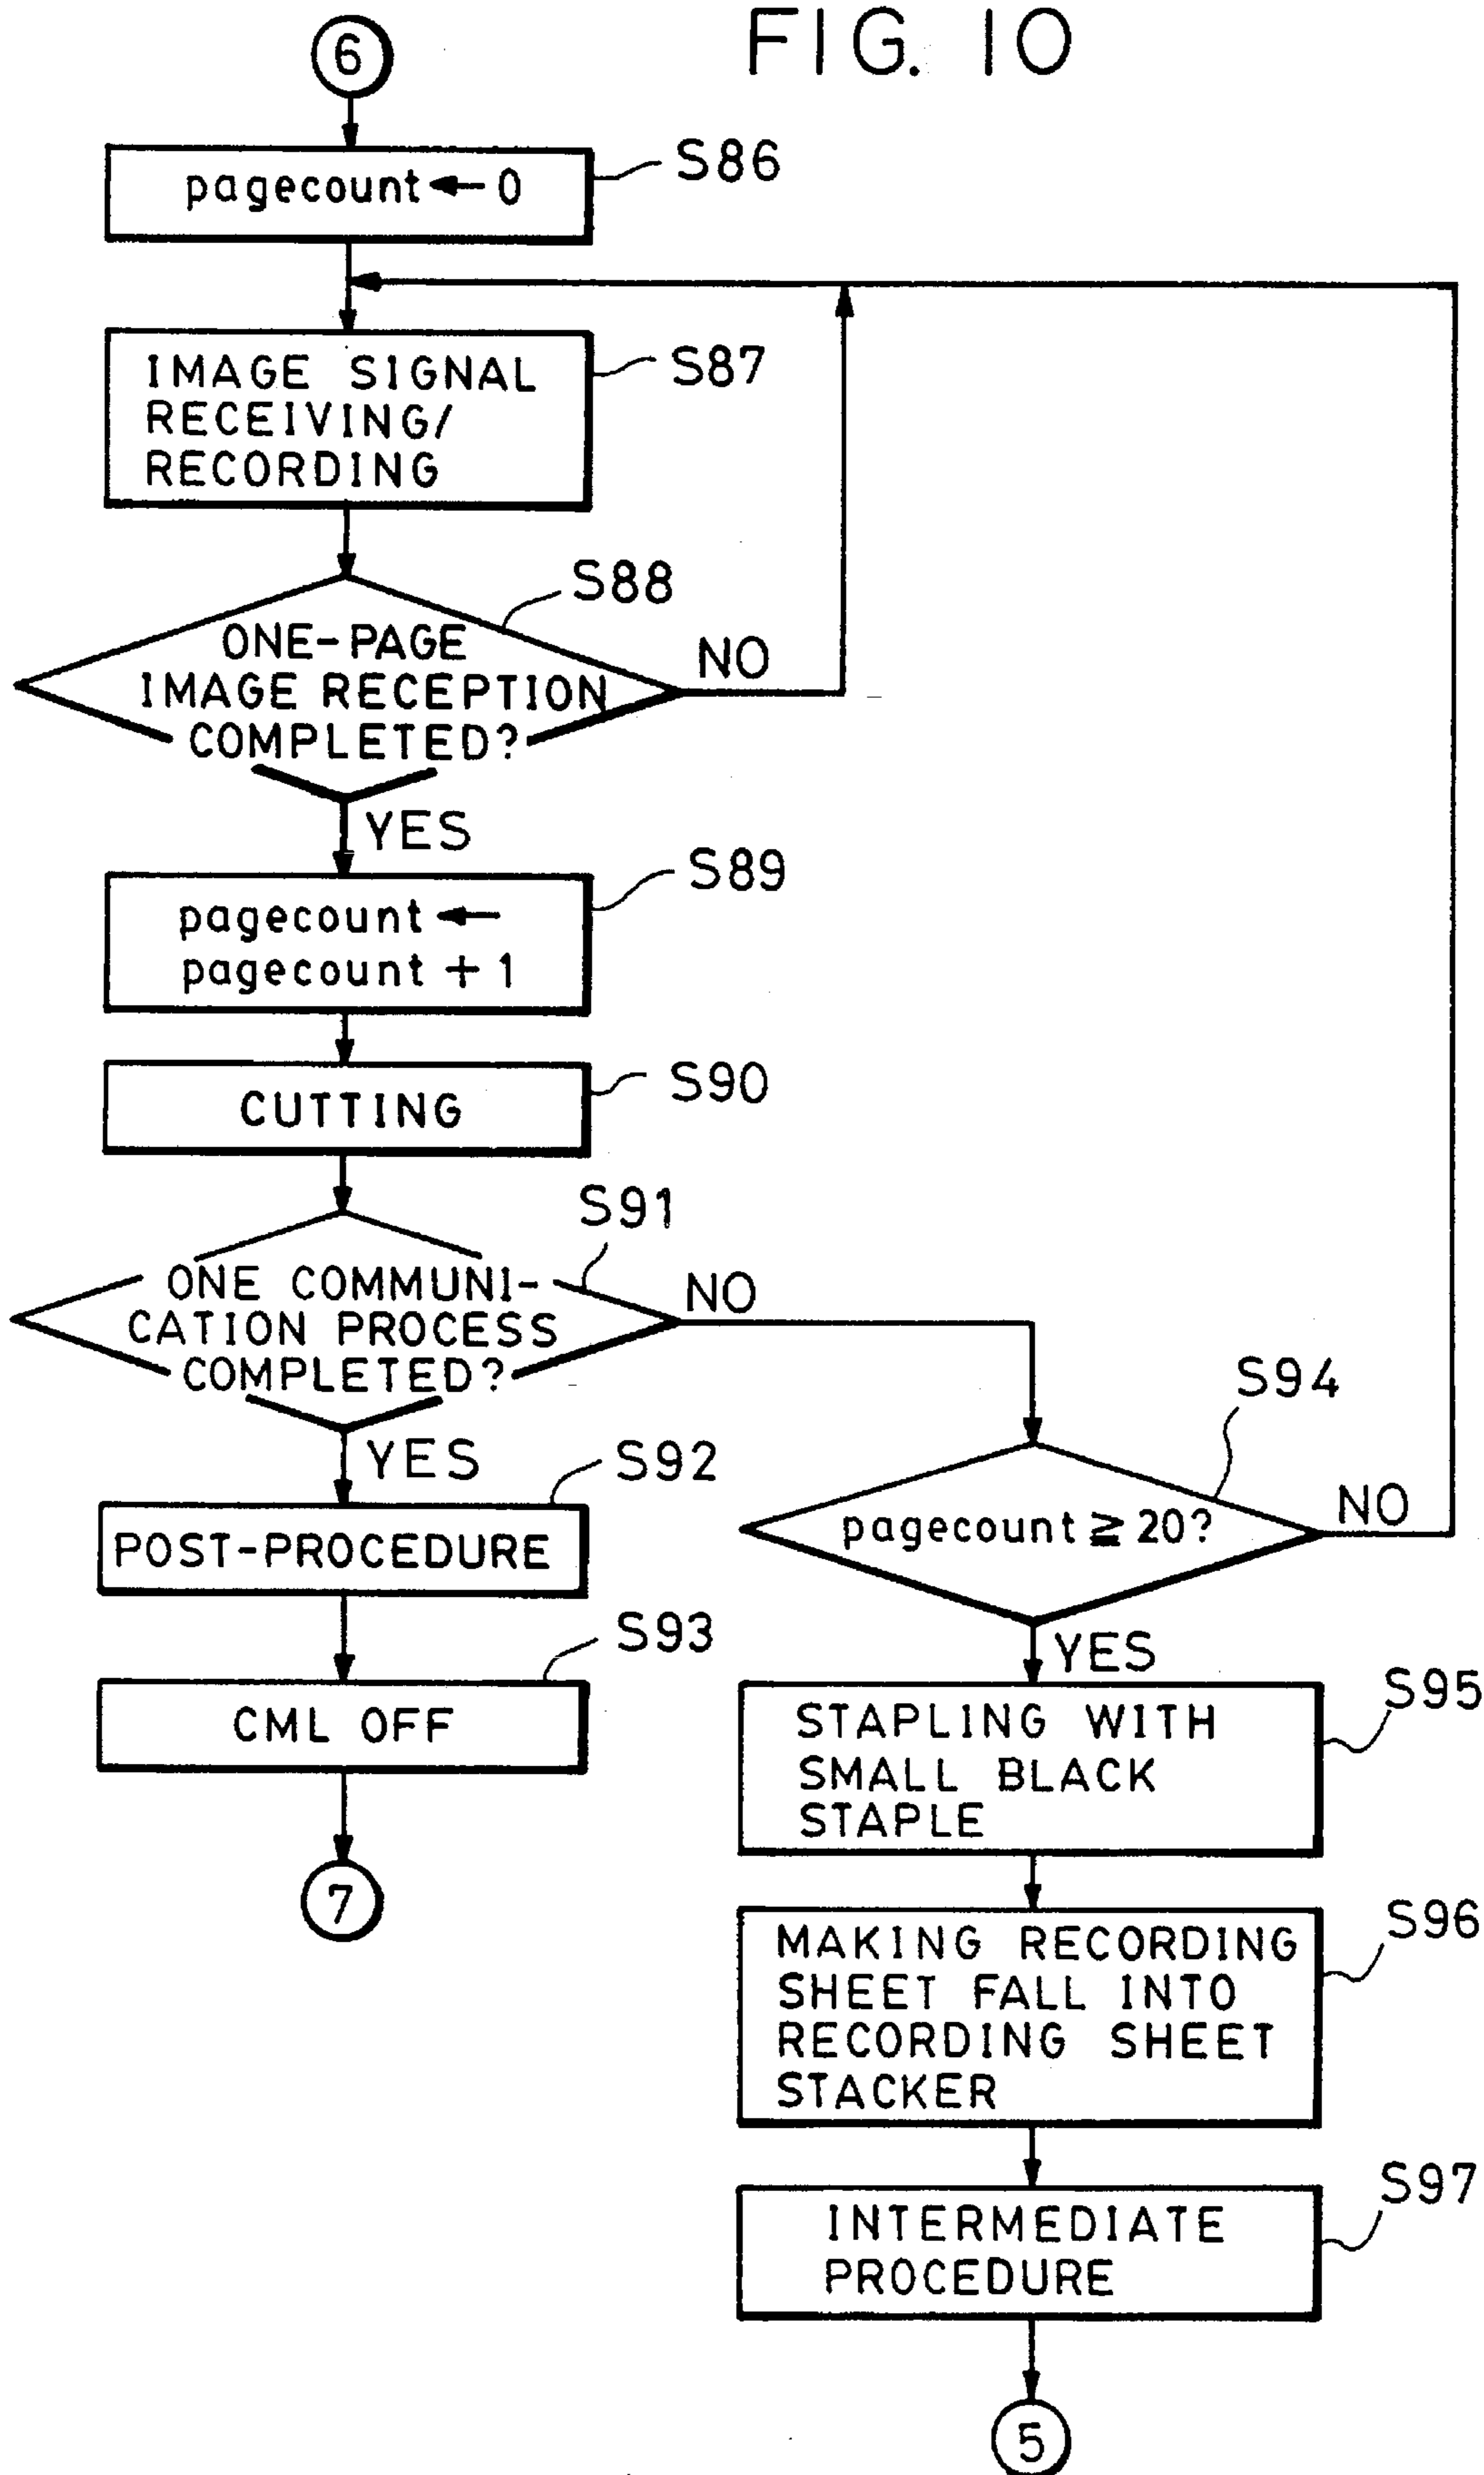 FIG. 10
6
pagecount ← 0
S86
IMAGE SIGNAL
RECEIVING/
RECORDING
S87
S88
ONE-PAGE
IMAGE RECEPTION
COMPLETED?
NO
YES
S89
pagecount ←
pagecount + 1
CUTTING
S90
S91
ONE COMMUNI-
CATION PROCESS
COMPLETED?
NO
YES
S92
POST-PROCEDURE
S93
CML OFF
7
S94
pagecount ≧ 20?
NO
YES
S95
STAPLING WITH
SMALL BLACK
STAPLE
S96
MAKING RECORDING
SHEET FALL INTO
RECORDING SHEET
STACKER
S97
INTERMEDIATE
PROCEDURE
5